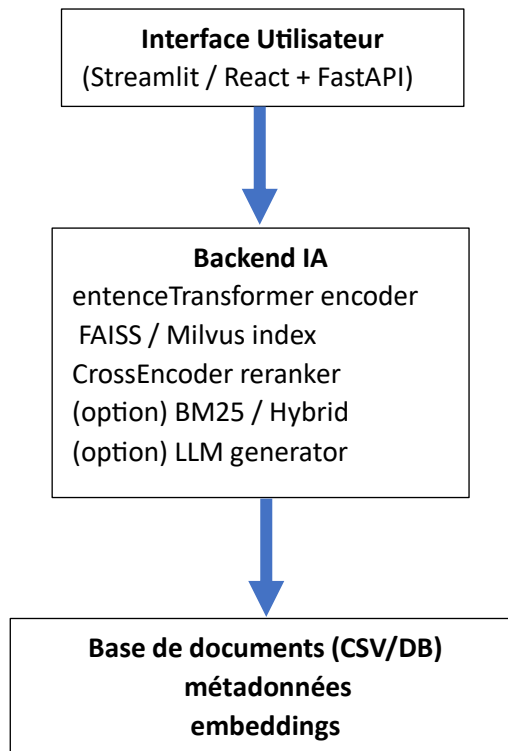 Interface Utilisateur
(Streamlit / React + FastAPI)
Backend IA
entenceTransformer encoder
FAISS / Milvus index
CrossEncoder reranker
(option) BM25 / Hybrid
(option) LLM generator
Base de documents (CSV/DB)
métadonnées
embeddings